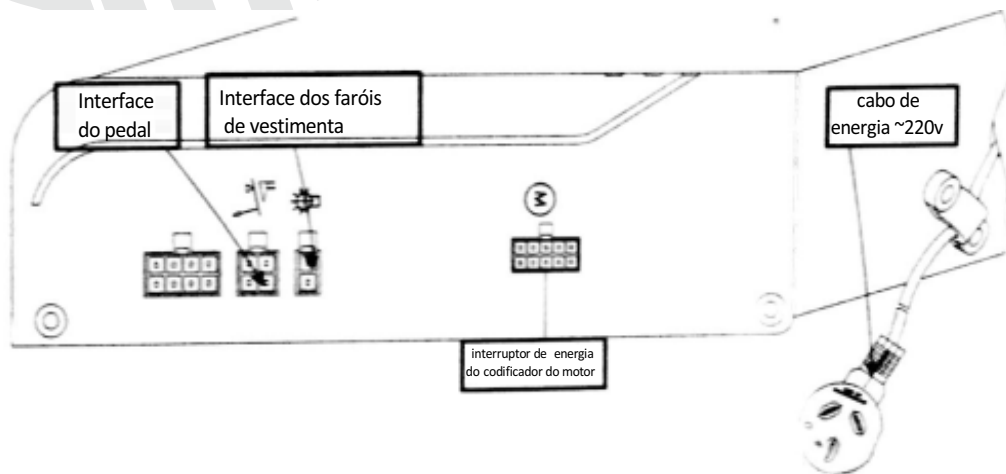 Interface
do pedal
Interface dos faróis
de vestimenta
cabo de
energia ~220v
M
interruptor de energia
do codificador do motor